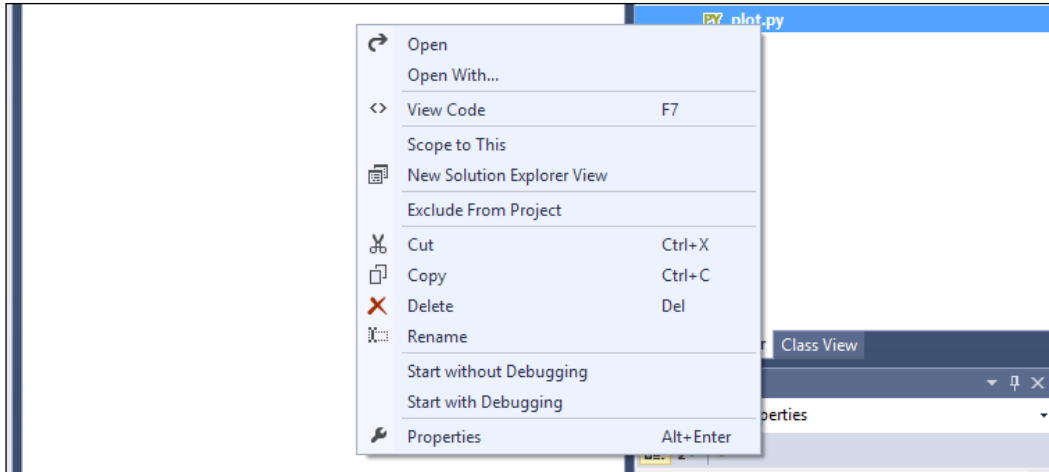 plot.py
Open
Open With...
View Code F7
Scope to This
New Solution Explorer View
Exclude From Project
Cut Ctrl+X
Copy Ctrl+C
Delete Del
Rename
Class View
Start without Debugging
Start with Debugging
Properties Alt+Enter